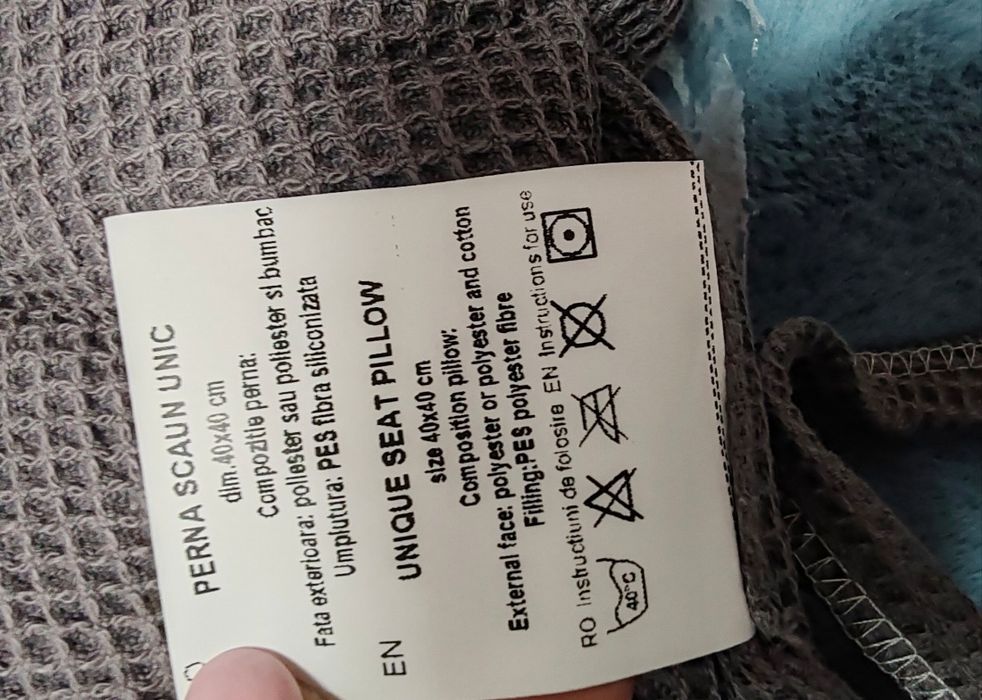 PERNA SCAUN UNIC
dim.40x40 cm
Compozitie perna:
Fata exterioara: poliester sau poliester si bumbac
Umplutura: PES fibra siliconizata
EN UNIQUE SEAT PILLOW
size 40x40 cm
Composition pillow:
External face: polyester or polyester and cotton
Filling:PES polyester fibre
RO Instructiuni de folosire EN Instructions for use
40°C